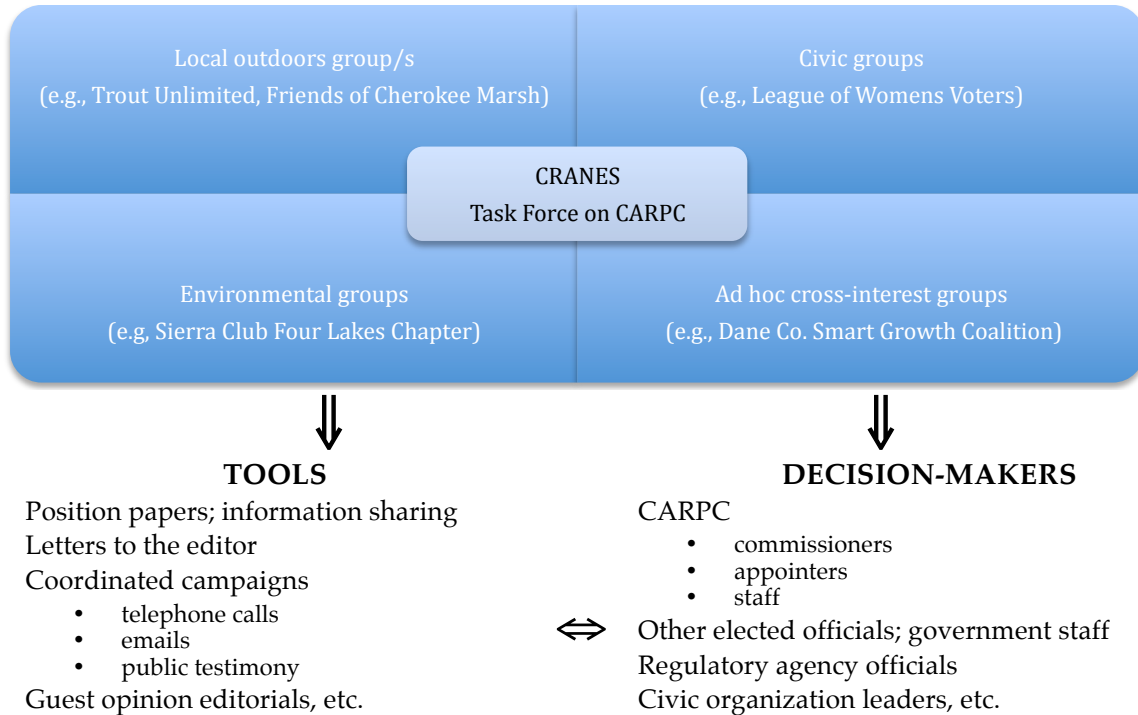 Local outdoors group/s
(e.g., Trout Unlimited, Friends of Cherokee Marsh)
Civic groups
(e.g., League of Womens Voters)
CRANES
Task Force on CARPC
Environmental groups
(e.g, Sierra Club Four Lakes Chapter)
Ad hoc cross-interest groups
(e.g., Dane Co. Smart Growth Coalition)
TOOLS
Position papers; information sharing
Letters to the editor
Coordinated campaigns
• telephone calls
• emails
• public testimony
Guest opinion editorials, etc.
DECISION-MAKERS
CARPC
• commissioners
• appointers
• staff
Other elected officials; government staff
Regulatory agency officials
Civic organization leaders, etc.